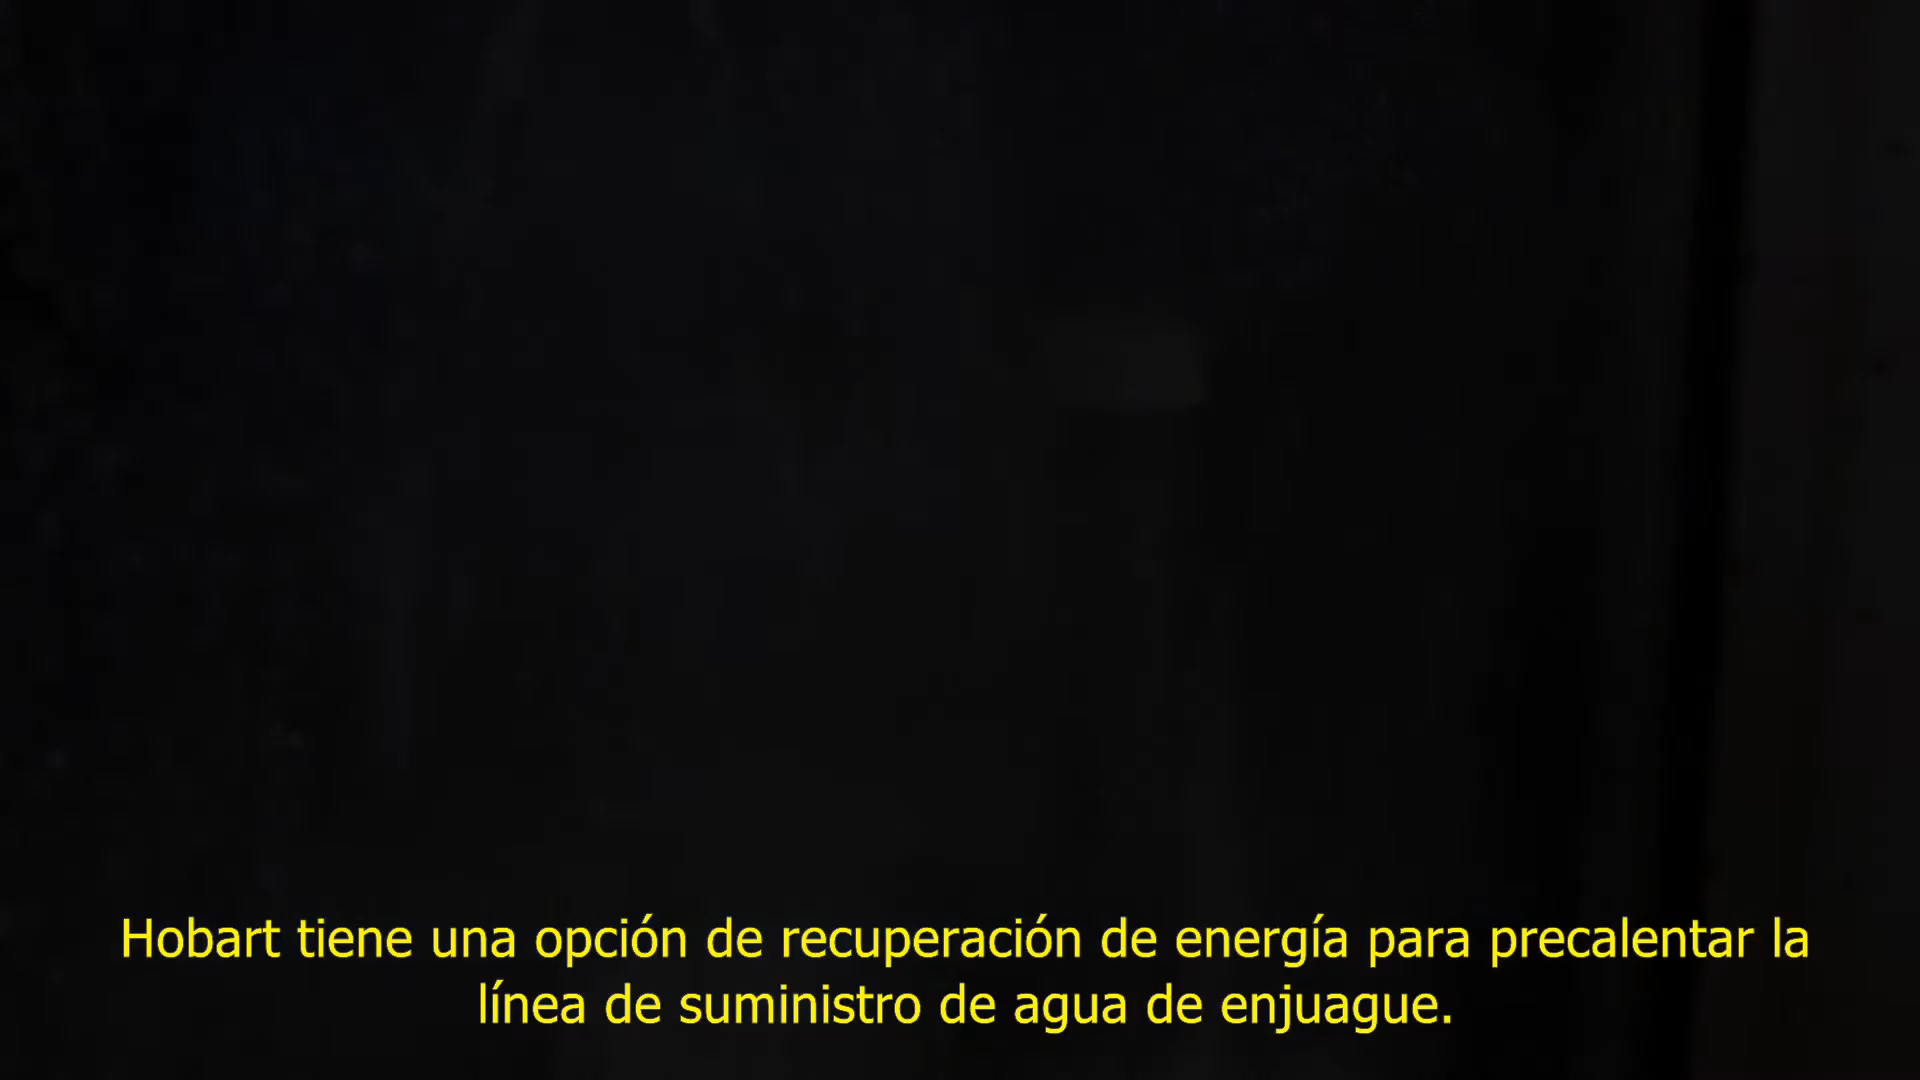 Hobart tiene una opción de recuperación de energía para precalentar la
línea de suministro de agua de enjuague.